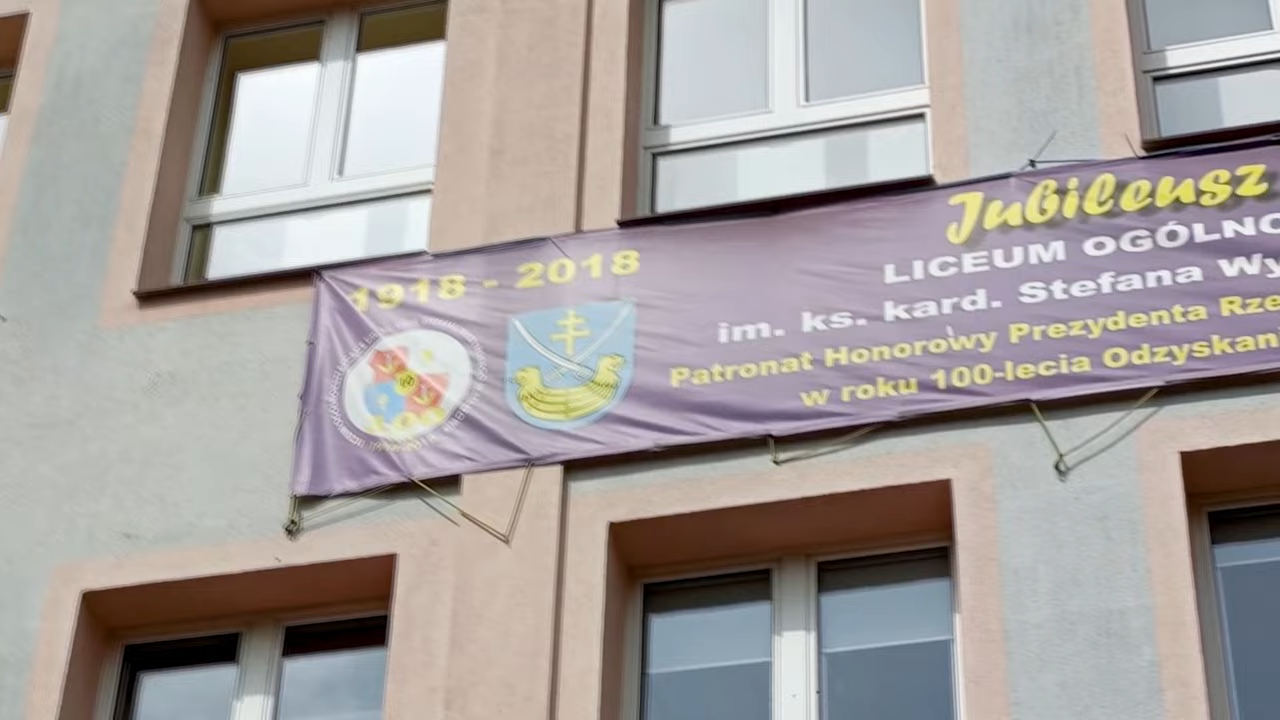 1918 - 2018
Jubileusz
LICEUM OGÓLNO
im. ks. kard. Stefana Wy
Patronat Honorowy Prezydenta Rze
w roku 100-lecia Odzyskan